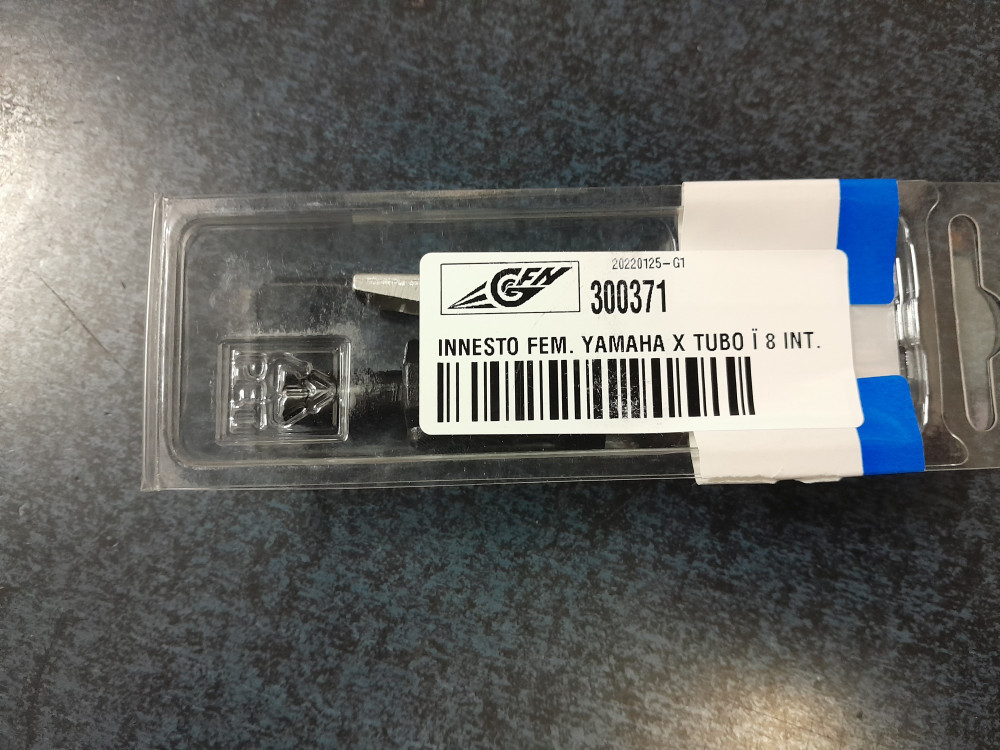 GFN
20220125-G1
300371
INNESTO FEM. YAMAHA X TUBO Ï 8 INT.